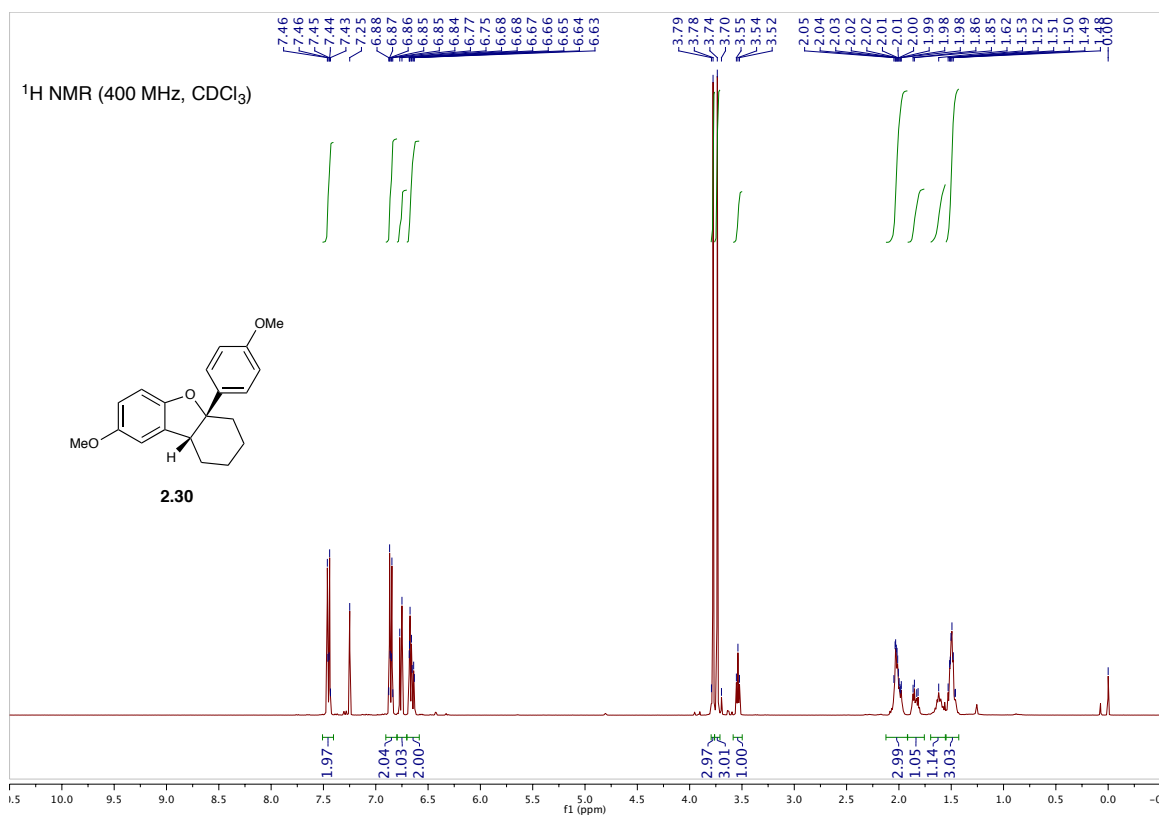 7.46 7.46 7.45 7.44 7.43 7.25 6.88 6.87 6.86 6.85 6.85 6.84 6.77 6.75 6.68 6.68 6.67 6.66 6.65 6.64 6.63 3.79 3.78 3.74 3.70 3.55 3.54 3.52 2.05 2.04 2.03 2.02 2.02 2.01 2.01 2.00 1.99 1.98 1.98 1.86 1.85 1.62 1.53 1.52 1.51 1.50 1.49 1.48 0.00
¹H NMR (400 MHz, CDCl₃)
OMe
O
MeO
H
2.30
1.97 2.04 1.03 2.00 2.97 3.01 1.00 2.99 1.05 1.14 3.03
10.0 9.5 9.0 8.5 8.0 7.5 7.0 6.5 6.0 5.5 5.0 4.5 4.0 3.5 3.0 2.5 2.0 1.5 1.0 0.5 0.0
f1 (ppm)